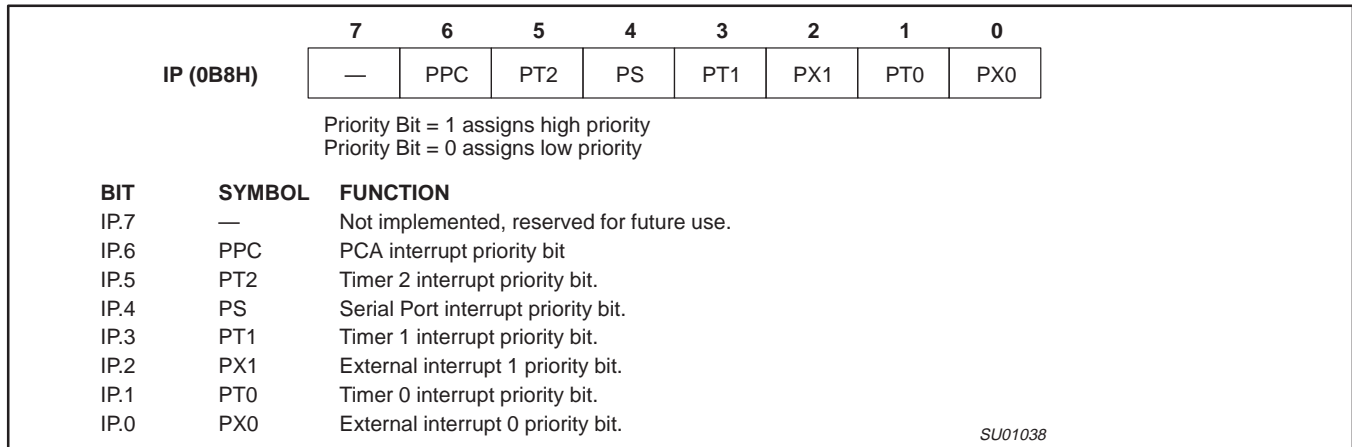 7 6 5 4 3 2 1 0
IP (0B8H) — PPC PT2 PS PT1 PX1 PT0 PX0
Priority Bit = 1 assigns high priority
Priority Bit = 0 assigns low priority
BIT SYMBOL FUNCTION
IP.7 — Not implemented, reserved for future use.
IP.6 PPC PCA interrupt priority bit
IP.5 PT2 Timer 2 interrupt priority bit.
IP.4 PS Serial Port interrupt priority bit.
IP.3 PT1 Timer 1 interrupt priority bit.
IP.2 PX1 External interrupt 1 priority bit.
IP.1 PT0 Timer 0 interrupt priority bit.
IP.0 PX0 External interrupt 0 priority bit.
SU01038